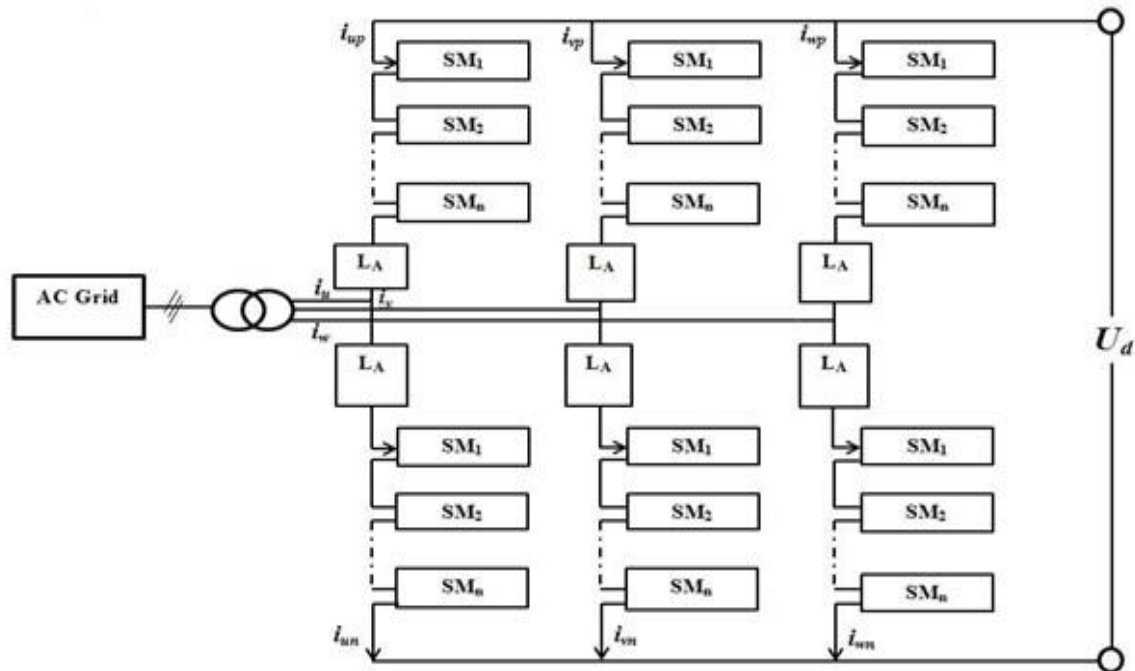 i_up i_vp i_wp
SM₁ SM₁ SM₁
SM₂ SM₂ SM₂
SMₙ SMₙ SMₙ
L_A L_A L_A
AC Grid
i_u i_v
i_w
U_d
L_A L_A L_A
SM₁ SM₁ SM₁
SM₂ SM₂ SM₂
SMₙ SMₙ SMₙ
i_un i_vn i_wn